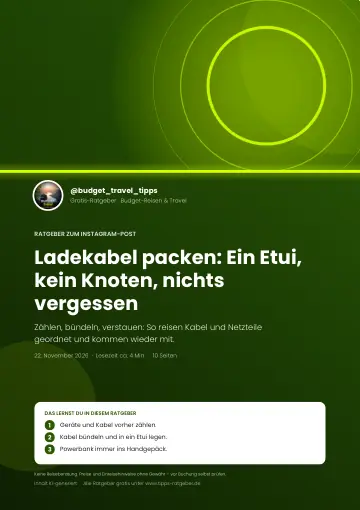 @budget_travel_tipps
Gratis-Ratgeber · Budget-Reisen & Travel
RATGEBER ZUM INSTAGRAM-POST
Ladekabel packen: Ein Etui,
kein Knoten, nichts
vergessen
Zählen, bündeln, verstauen: So reisen Kabel und Netzteile
geordnet und kommen wieder mit.
22. November 2026 · Lesezeit ca. 4 Min · 10 Seiten
DAS LERNST DU IN DIESEM RATGEBER
1 Geräte und Kabel vorher zählen.
2 Kabel bündeln und in ein Etui legen.
3 Powerbank immer ins Handgepäck.
Keine Reiseberatung. Preise und Einreisehinweise ohne Gewähr – vor Buchung selbst prüfen.
Inhalt KI-generiert · Alle Ratgeber gratis unter www.tipps-ratgeber.de